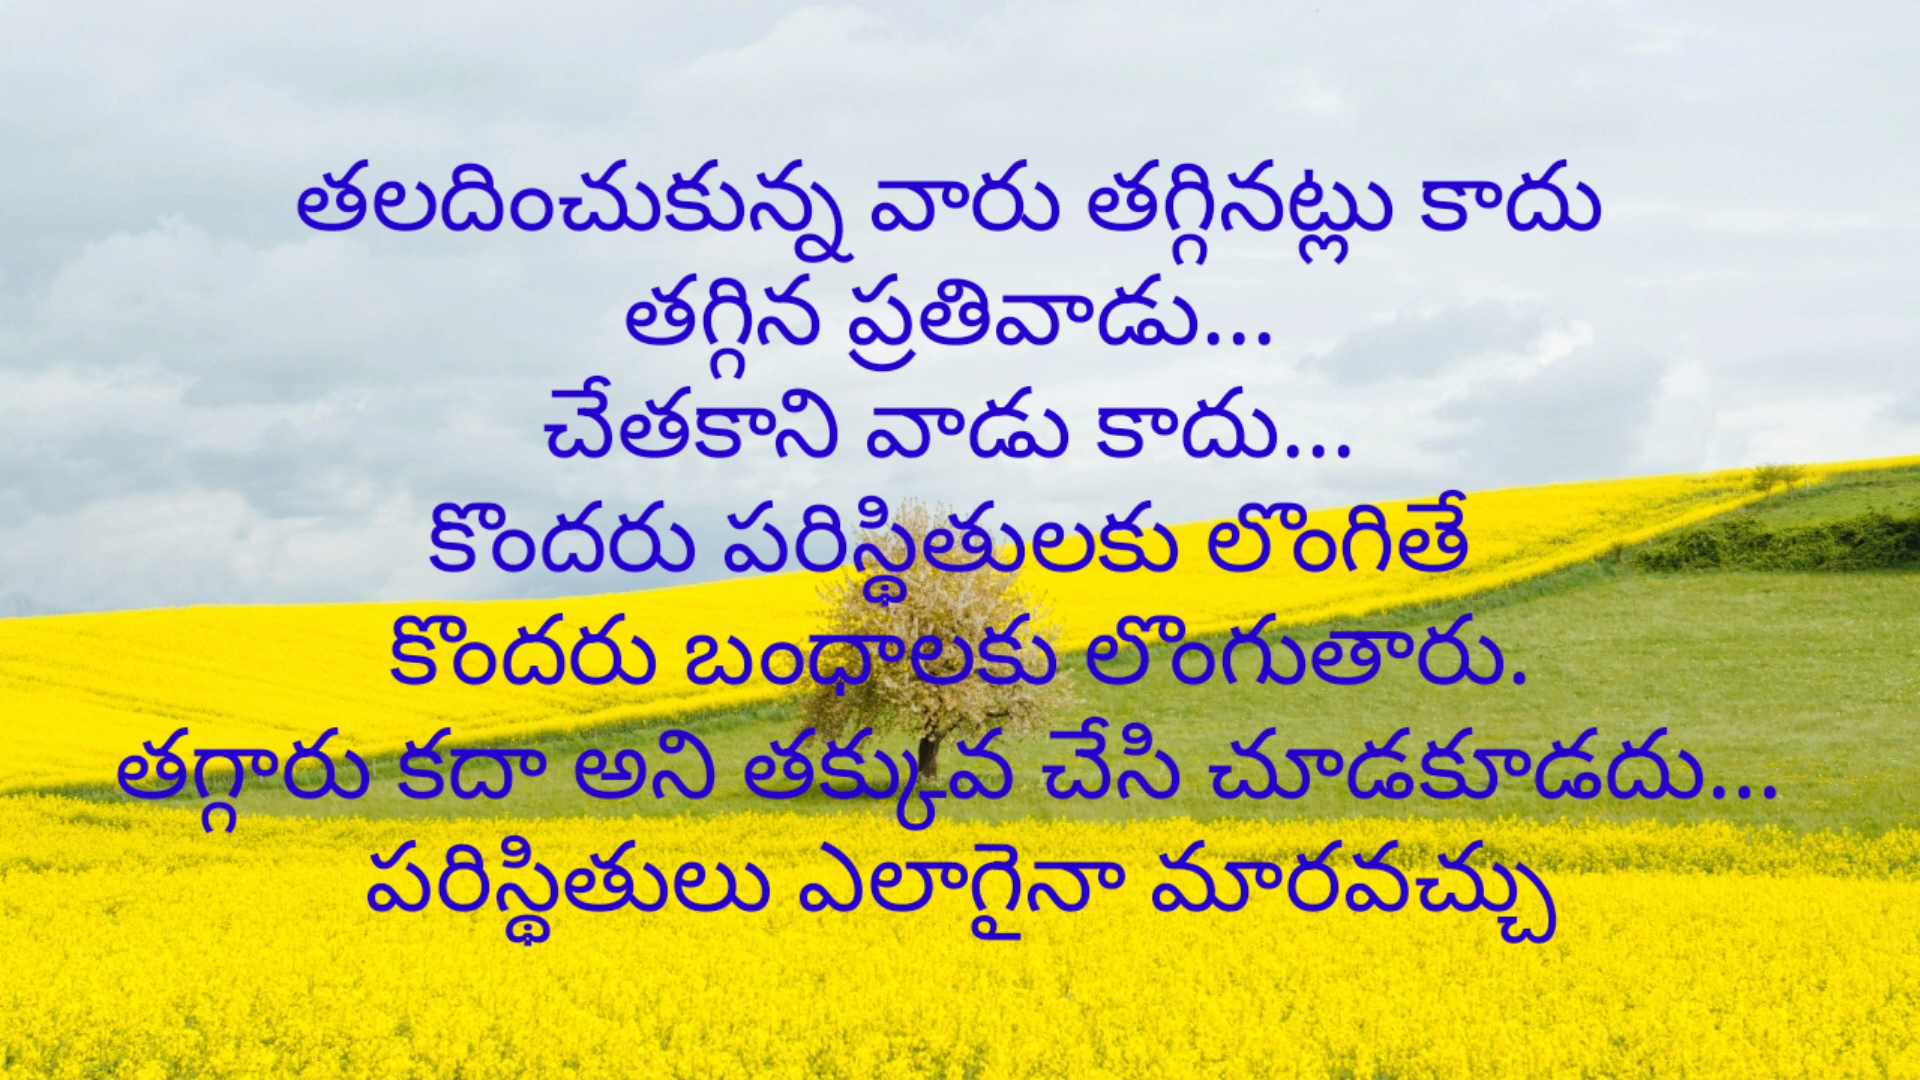 తలదించుకున్న వారు తగ్గినట్లు కాదు
తగ్గిన ప్రతివాడు...
చేతకాని వాడు కాదు...
కొందరు పరిస్థితులకు లొంగితే
కొందరు బంధాలకు లొంగుతారు.
తగ్గారు కదా అని తక్కువ చేసి చూడకూడదు...
పరిస్థితులు ఎలాగైనా మారవచ్చు